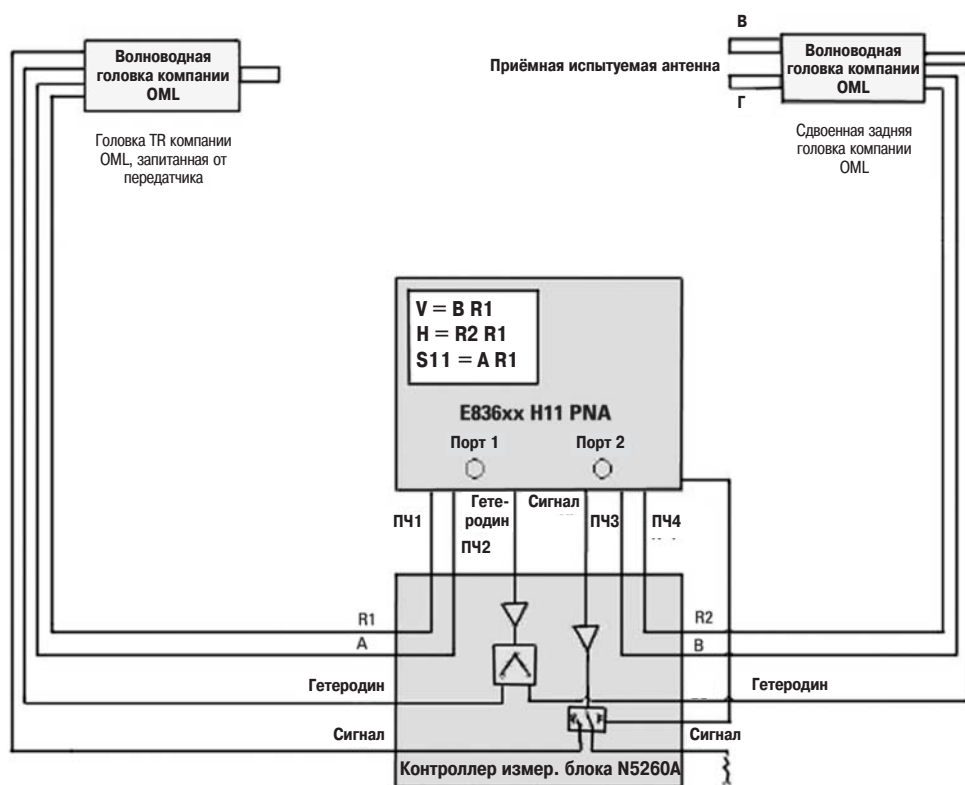 В
Волноводная
головка компании
OML
Волноводная
головка компании
OML
Приёмная испытуемая антенна
Г
Головка TR компании
OML, запитанная от
передатчика
Сдвоенная задняя
головка компании
OML
V = B R1
H = R2 R1
S11 = A R1
E836xx H11 PNA
Порт 1
Порт 2
ПЧ1
ПЧ2
Гете-
родин
Сигнал
ПЧ3
ПЧ4
R1
A
R2
B
Гетеродин
Гетеродин
Сигнал
Сигнал
Контроллер измер. блока N5260A